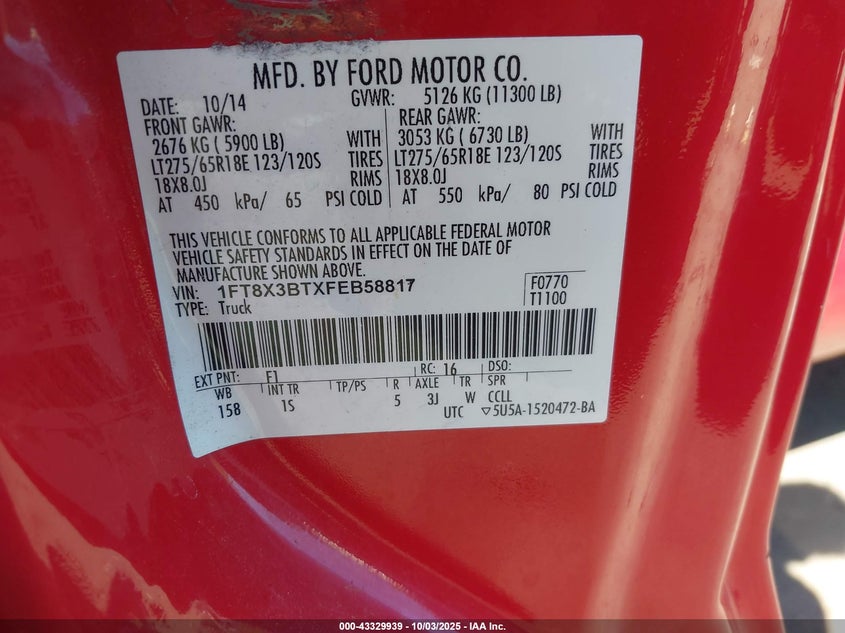 MFD. BY FORD MOTOR CO.
DATE: 10/14 GVWR: 5126 KG (11300 LB)
FRONT GAWR: REAR GAWR:
2676 KG ( 5900 LB) WITH 3053 KG ( 6730 LB) WITH
LT275/65R18E 123/120S TIRES LT275/65R18E 123/120S TIRES
18X8.0J RIMS 18X8.0J RIMS
AT 450 kPa/ 65 PSI COLD AT 550 kPa/ 80 PSI COLD
THIS VEHICLE CONFORMS TO ALL APPLICABLE FEDERAL MOTOR
VEHICLE SAFETY STANDARDS IN EFFECT ON THE DATE OF
MANUFACTURE SHOWN ABOVE.
VIN: 1FT8X3BTXFEB58817 F0770
TYPE: Truck T1100
EXT PNT: F1 RC: 16 DSO:
WB INT TR TP/PS R AXLE TR SPR
158 1S 5 3J W CCLL
UTC ▽5U5A-1520472-BA
000-43329939 - 10/03/2025 - IAA Inc.